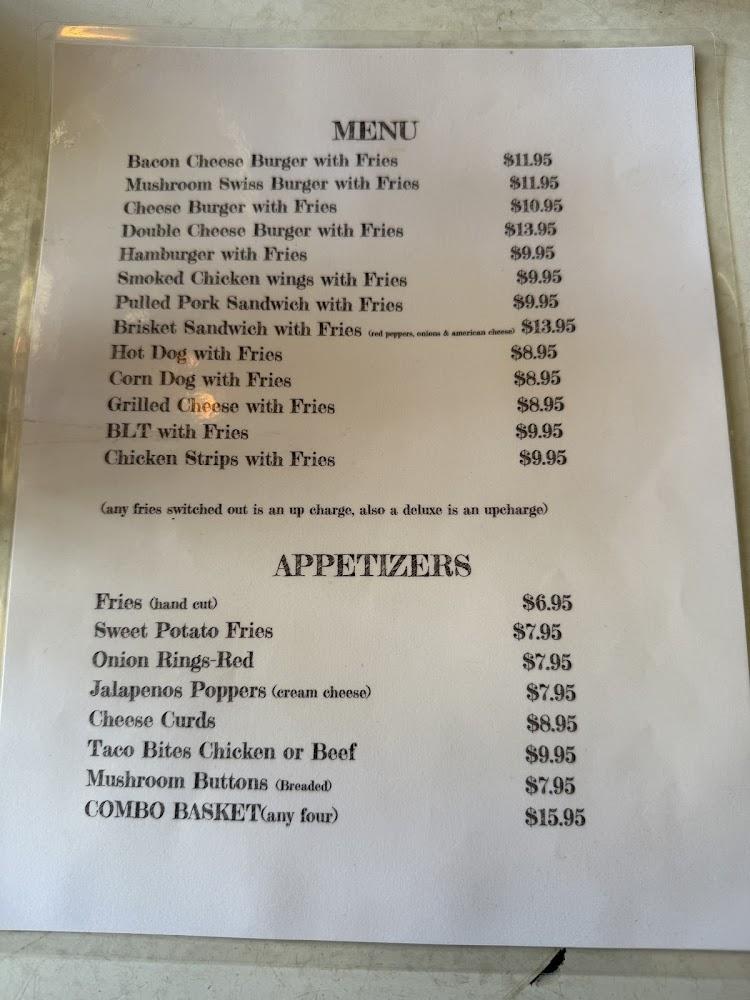 MENU
Bacon Cheese Burger with Fries $11.95
Mushroom Swiss Burger with Fries $11.95
Cheese Burger with Fries $10.95
Double Cheese Burger with Fries $13.95
Hamburger with Fries $9.95
Smoked Chicken wings with Fries $9.95
Pulled Pork Sandwich with Fries $9.95
Brisket Sandwich with Fries (red peppers, onions & american cheese) $13.95
Hot Dog with Fries $8.95
Corn Dog with Fries $8.95
Grilled Cheese with Fries $8.95
BLT with Fries $9.95
Chicken Strips with Fries $9.95
(any fries switched out is an up charge, also a deluxe is an upcharge)
APPETIZERS
Fries (hand cut) $6.95
Sweet Potato Fries $7.95
Onion Rings-Red $7.95
Jalapenos Poppers (cream cheese) $7.95
Cheese Curds $8.95
Taco Bites Chicken or Beef $9.95
Mushroom Buttons (Breaded) $7.95
COMBO BASKET(any four) $15.95